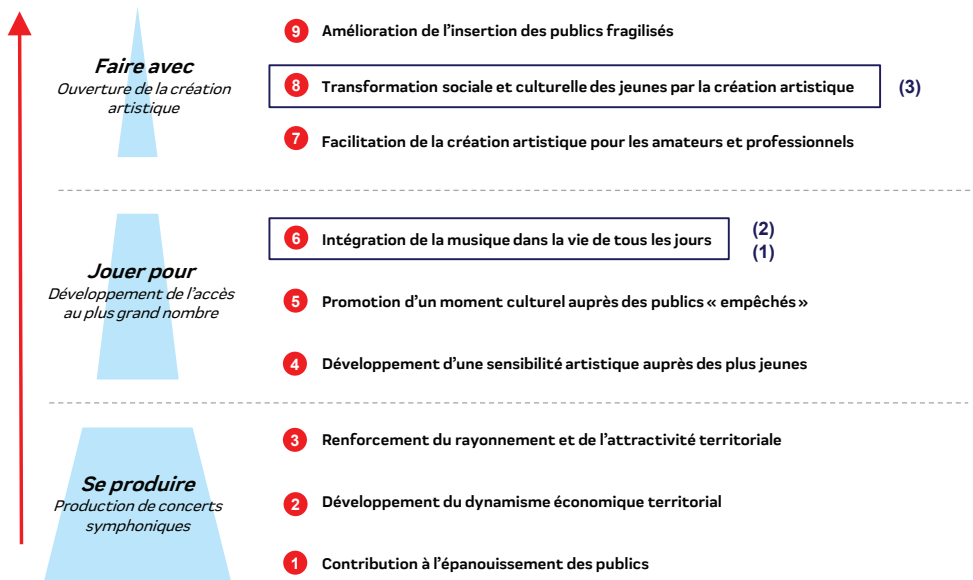 9 Amélioration de l'insertion des publics fragilisés
Faire avec
Ouverture de la création
artistique
8 Transformation sociale et culturelle des jeunes par la création artistique (3)
7 Facilitation de la création artistique pour les amateurs et professionnels
6 Intégration de la musique dans la vie de tous les jours (2)
(1)
Jouer pour
Développement de l'accès
au plus grand nombre
5 Promotion d'un moment culturel auprès des publics « empêchés »
4 Développement d'une sensibilité artistique auprès des plus jeunes
3 Renforcement du rayonnement et de l'attractivité territoriale
Se produire
Production de concerts
symphoniques
2 Développement du dynamisme économique territorial
1 Contribution à l'épanouissement des publics